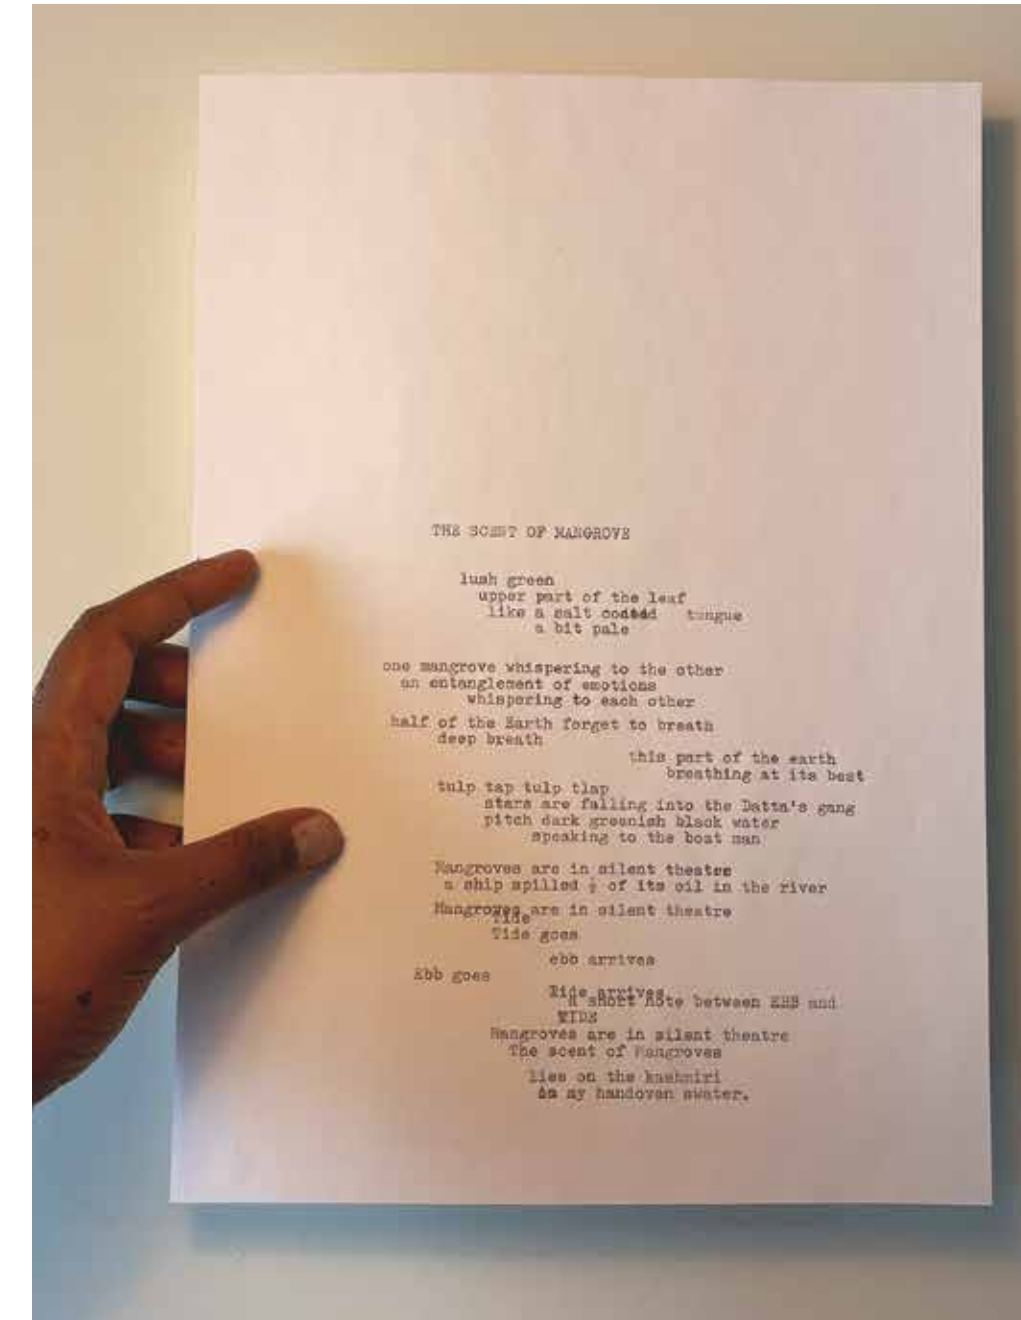 THE SCENT OF MANGROVE
lush green
upper part of the leaf
like a salt coated tungue
a bit pale
one mangrove whispering to the other
an entanglement of emotions
whispering to each other
half of the Earth forget to breath
deep breath
this part of the earth
breathing at its best
tulp tap tulp tlap
stars are falling into the Datta's gang
pitch dark greenish black water
speaking to the boat man
Mangroves are in silent theatre
a ship spilled of its oil in the river
Mangroves are in silent theatre
Tide
Tide goes
ebb arrives
Ebb goes
arrives
a short note between EBB and
TIDE
Mangroves are in silent theatre
The scent of Mangroves
lies on the kashmiri
my handoven swater.